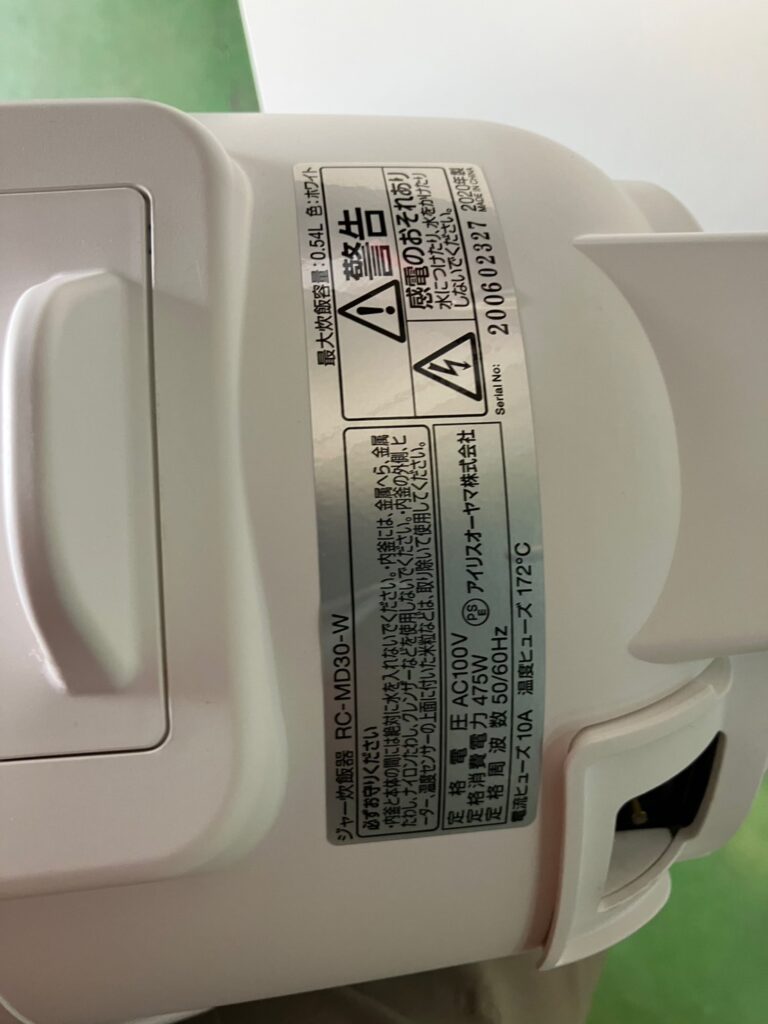 ジャー炊飯器 RC-MD30-W
最大炊飯容量：0.54L 色：ホワイト
必ずお守りください
・内釜と本体の間には絶対に水を入れないでください。・内釜には、金属へら、金属
たわし、ナイロンたわし、クレンザーなどを使用しないでください。・内釜の外側、ヒ
ーター、温度センサーの上面に付いた米粒などは、取り除いて使用してください。
警告
感電のおそれあり
水につけたり、水をかけたり
しないでください。
定格電圧 AC100V
定格消費電力 475W
定格周波数 50/60Hz
PSE アイリスオーヤマ株式会社
電流ヒューズ 10A 温度ヒューズ 172℃
Serial No:
200602327
2020年製
MADE IN CHINA